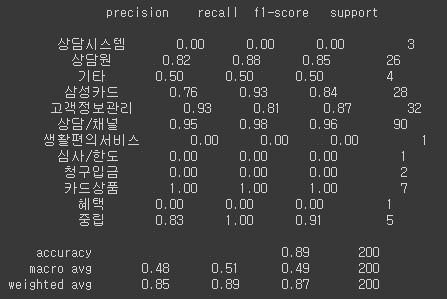 precision recall f1-score support
상담시스템 0.00 0.00 0.00 3
상담원 0.82 0.88 0.85 26
기타 0.50 0.50 0.50 4
삼성카드 0.76 0.93 0.84 28
고객정보관리 0.93 0.81 0.87 32
상담/채널 0.95 0.98 0.96 90
생활편의서비스 0.00 0.00 0.00 1
심사/한도 0.00 0.00 0.00 1
청구입금 0.00 0.00 0.00 2
카드상품 1.00 1.00 1.00 7
혜택 0.00 0.00 0.00 1
중립 0.83 1.00 0.91 5
accuracy 0.89 200
macro avg 0.48 0.51 0.49 200
weighted avg 0.85 0.89 0.87 200